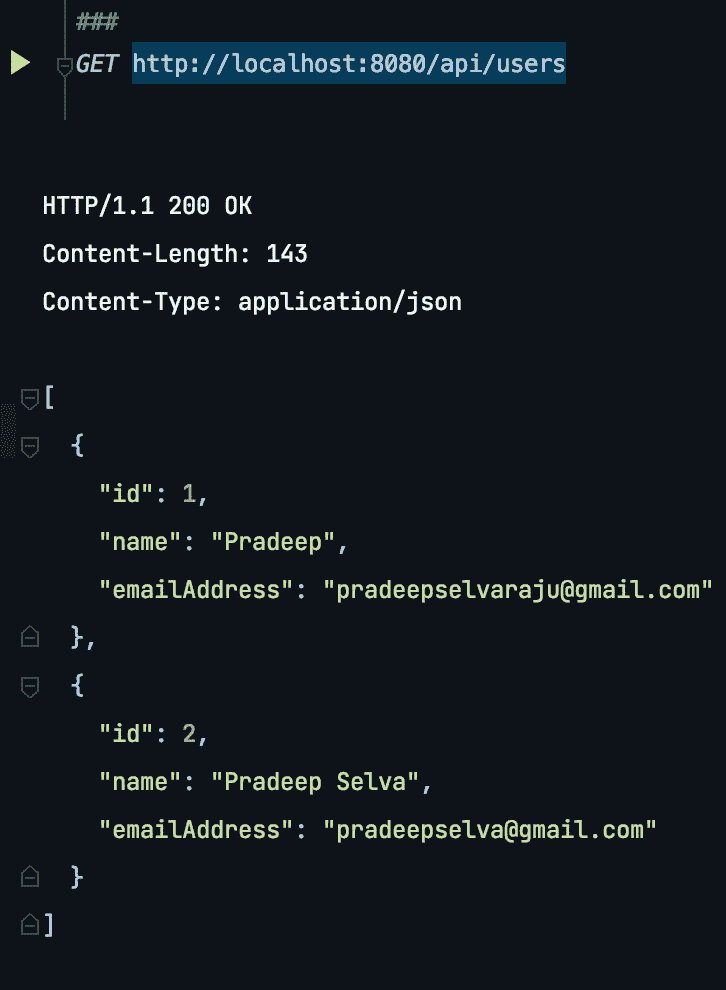 ###
GET http://localhost:8080/api/users
HTTP/1.1 200 OK
Content-Length: 143
Content-Type: application/json
[
{
"id": 1,
"name": "Pradeep",
"emailAddress": "pradeepselvaraju@gmail.com"
},
{
"id": 2,
"name": "Pradeep Selva",
"emailAddress": "pradeepselva@gmail.com"
}
]